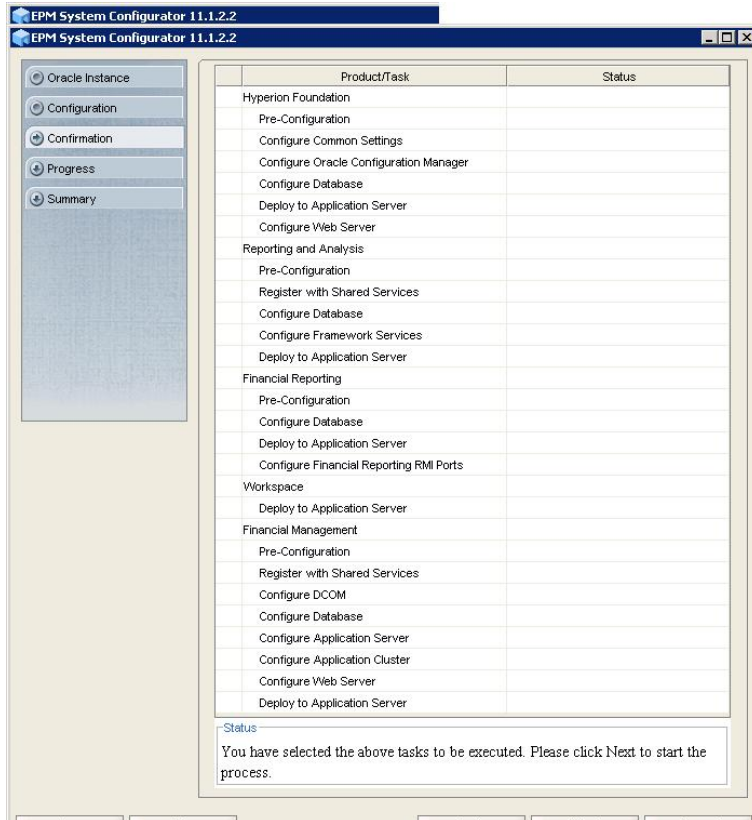 EPM System Configurator 11.1.2.2
EPM System Configurator 11.1.2.2
Oracle Instance
Configuration
Confirmation
Progress
Summary
Product/Task Status
Hyperion Foundation
Pre-Configuration
Configure Common Settings
Configure Oracle Configuration Manager
Configure Database
Deploy to Application Server
Configure Web Server
Reporting and Analysis
Pre-Configuration
Register with Shared Services
Configure Database
Configure Framework Services
Deploy to Application Server
Financial Reporting
Pre-Configuration
Configure Database
Deploy to Application Server
Configure Financial Reporting RMI Ports
Workspace
Deploy to Application Server
Financial Management
Pre-Configuration
Register with Shared Services
Configure DCOM
Configure Database
Configure Application Server
Configure Application Cluster
Configure Web Server
Deploy to Application Server
Status
You have selected the above tasks to be executed. Please click Next to start the
process.